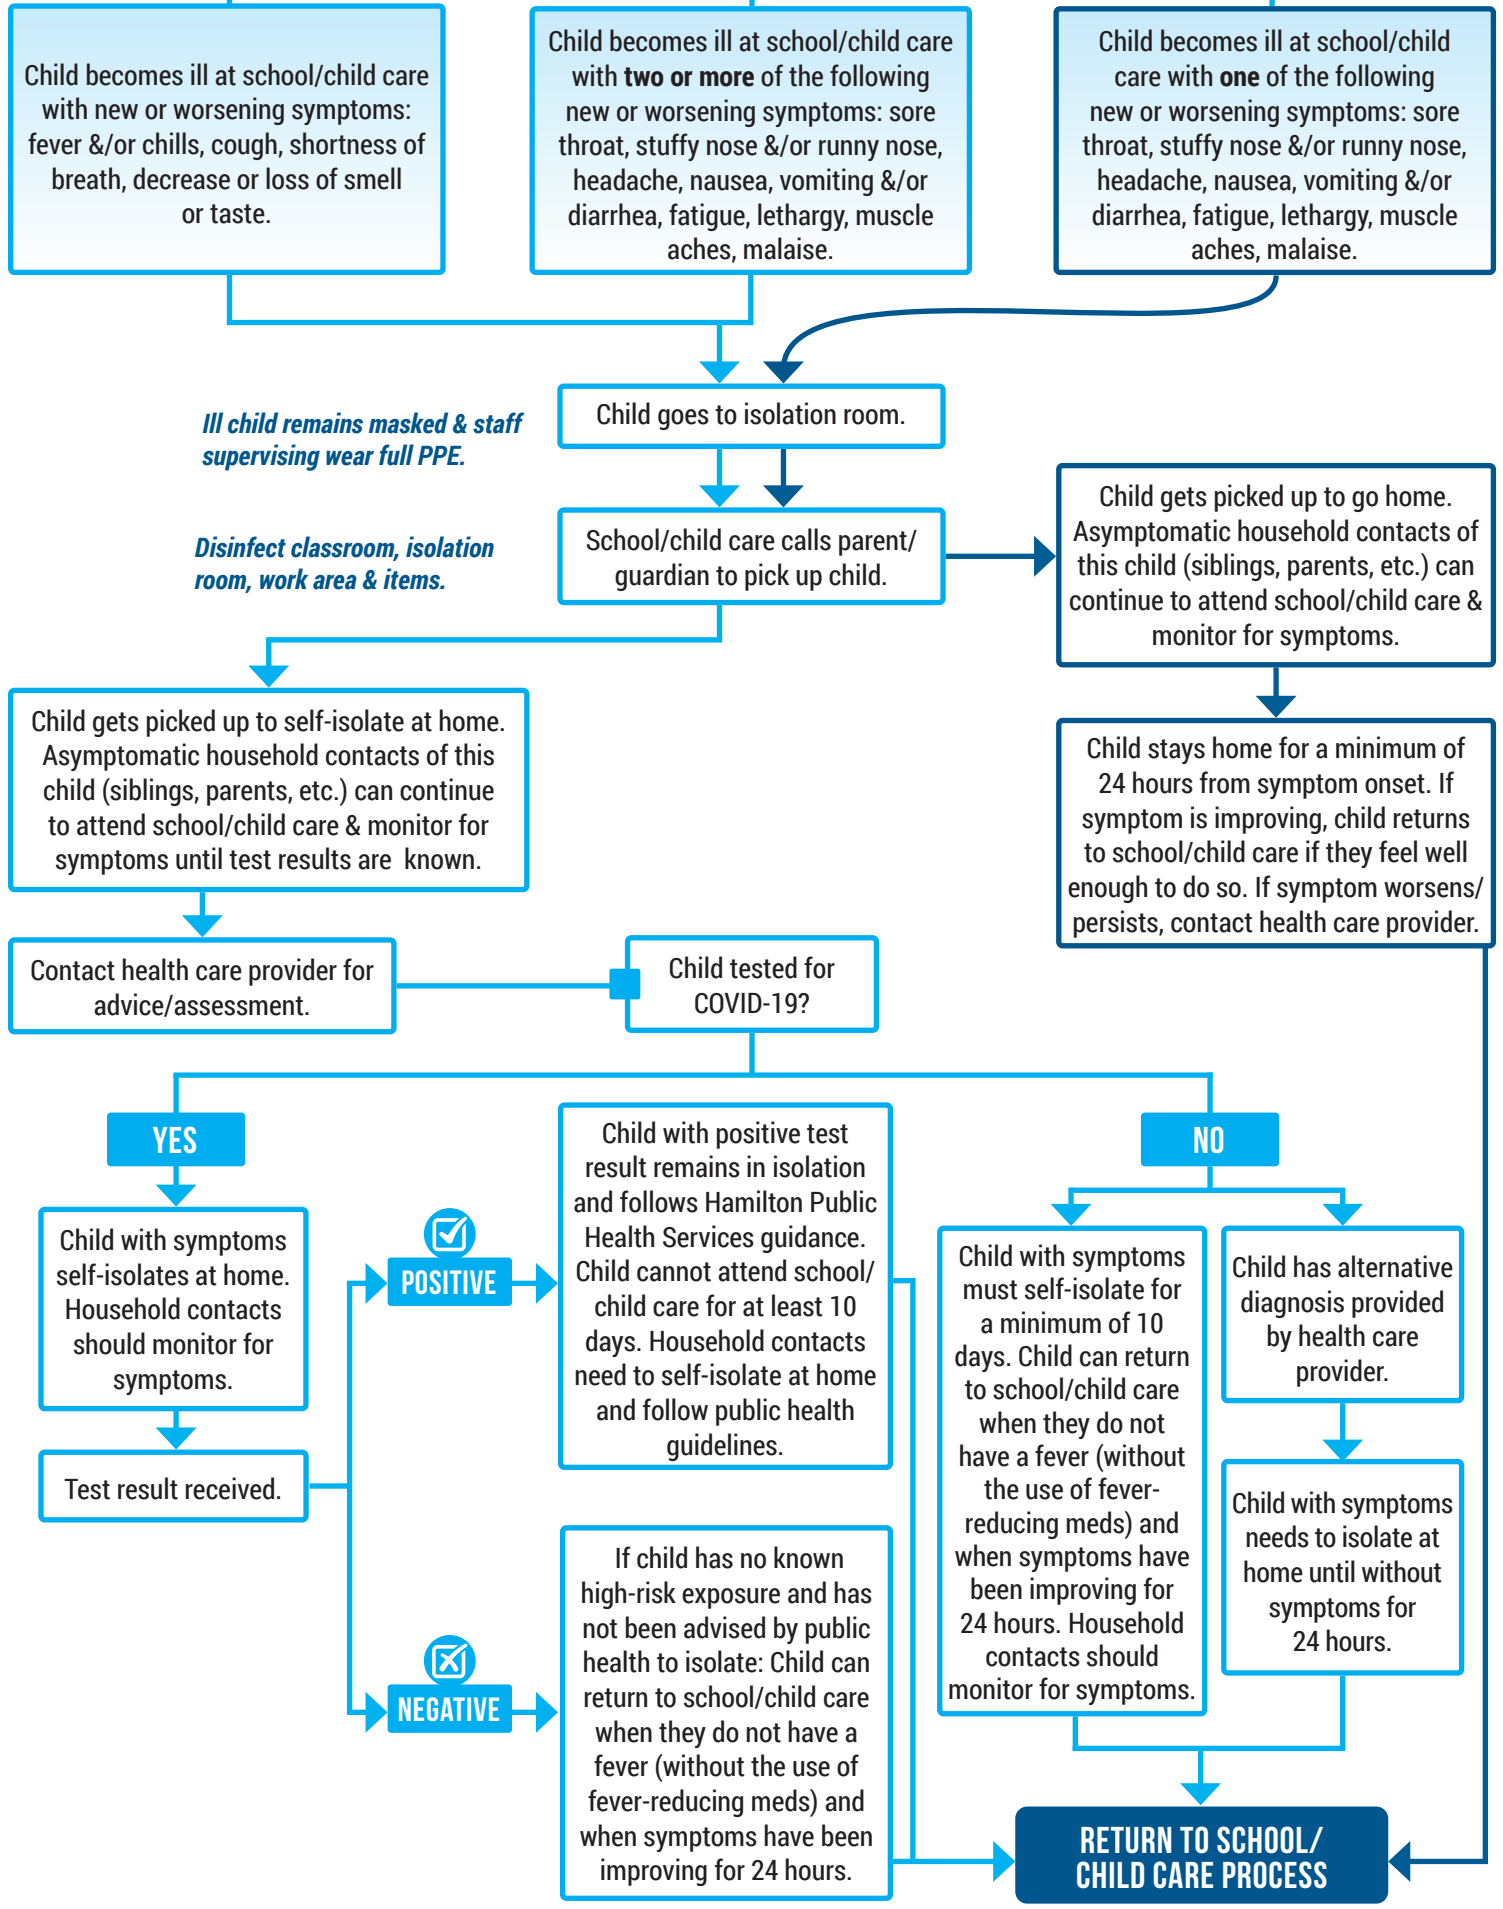 Child becomes ill at school/child care
with new or worsening symptoms:
fever &/or chills, cough, shortness of
breath, decrease or loss of smell
or taste.
Child becomes ill at school/child care
with two or more of the following
new or worsening symptoms: sore
throat, stuffy nose &/or runny nose,
headache, nausea, vomiting &/or
diarrhea, fatigue, lethargy, muscle
aches, malaise.
Child becomes ill at school/child
care with one of the following
new or worsening symptoms: sore
throat, stuffy nose &/or runny nose,
headache, nausea, vomiting &/or
diarrhea, fatigue, lethargy, muscle
aches, malaise.
Child goes to isolation room.
Ill child remains masked & staff
supervising wear full PPE.
School/child care calls parent/
guardian to pick up child.
Disinfect classroom, isolation
room, work area & items.
Child gets picked up to go home.
Asymptomatic household contacts of
this child (siblings, parents, etc.) can
continue to attend school/child care &
monitor for symptoms.
Child gets picked up to self-isolate at home.
Asymptomatic household contacts of this
child (siblings, parents, etc.) can continue
to attend school/child care & monitor for
symptoms until test results are known.
Child stays home for a minimum of
24 hours from symptom onset. If
symptom is improving, child returns
to school/child care if they feel well
enough to do so. If symptom worsens/
persists, contact health care provider.
Contact health care provider for
advice/assessment.
Child tested for
COVID-19?
YES
Child with symptoms
self-isolates at home.
Household contacts
should monitor for
symptoms.
Test result received.
POSITIVE
Child with positive test
result remains in isolation
and follows Hamilton Public
Health Services guidance.
Child cannot attend school/
child care for at least 10
days. Household contacts
need to self-isolate at home
and follow public health
guidelines.
NEGATIVE
If child has no known
high-risk exposure and has
not been advised by public
health to isolate: Child can
return to school/child care
when they do not have a
fever (without the use of
fever-reducing meds) and
when symptoms have been
improving for 24 hours.
NO
Child with symptoms
must self-isolate for
a minimum of 10
days. Child can return
to school/child care
when they do not
have a fever (without
the use of fever-
reducing meds) and
when symptoms have
been improving for
24 hours. Household
contacts should
monitor for symptoms.
Child has alternative
diagnosis provided
by health care
provider.
Child with symptoms
needs to isolate at
home until without
symptoms for
24 hours.
RETURN TO SCHOOL/
CHILD CARE PROCESS